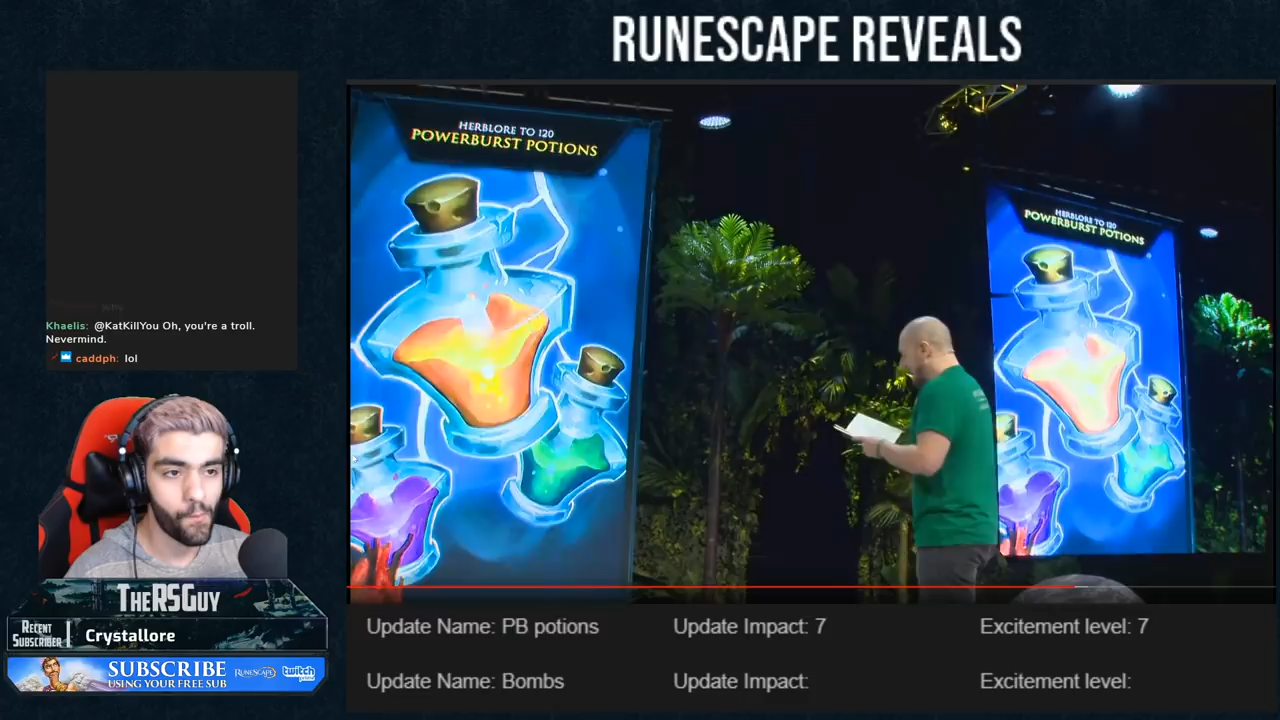 RUNESCAPE REVEALS
HERBLORE TO 120
POWERBURST POTIONS
HERBLORE TO 120
POWERBURST POTIONS
why
Khaelis: @KatKillYou Oh, you're a troll.
Nevermind.
caddph: lol
THERSGUY
RECENT
SUBSCRIBER
Crystallore
SUBSCRIBE
USING YOUR FREE SUB
RUNESCAPE
twitch
prime
Update Name: PB potions
Update Impact: 7
Excitement level: 7
Update Name: Bombs
Update Impact:
Excitement level: